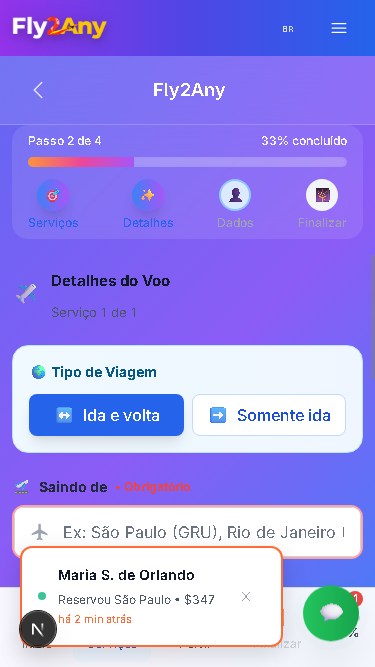 Fly2Any
BR
Fly2Any
Passo 2 de 4
33% concluído
Serviços
Detalhes
Dados
Finalizar
Detalhes do Voo
Serviço 1 de 1
Tipo de Viagem
Ida e volta
Somente ida
Saindo de • Obrigatório
Ex: São Paulo (GRU), Rio de Janeiro
Maria S. de Orlando
Reservou São Paulo • $347
há 2 min atrás
N